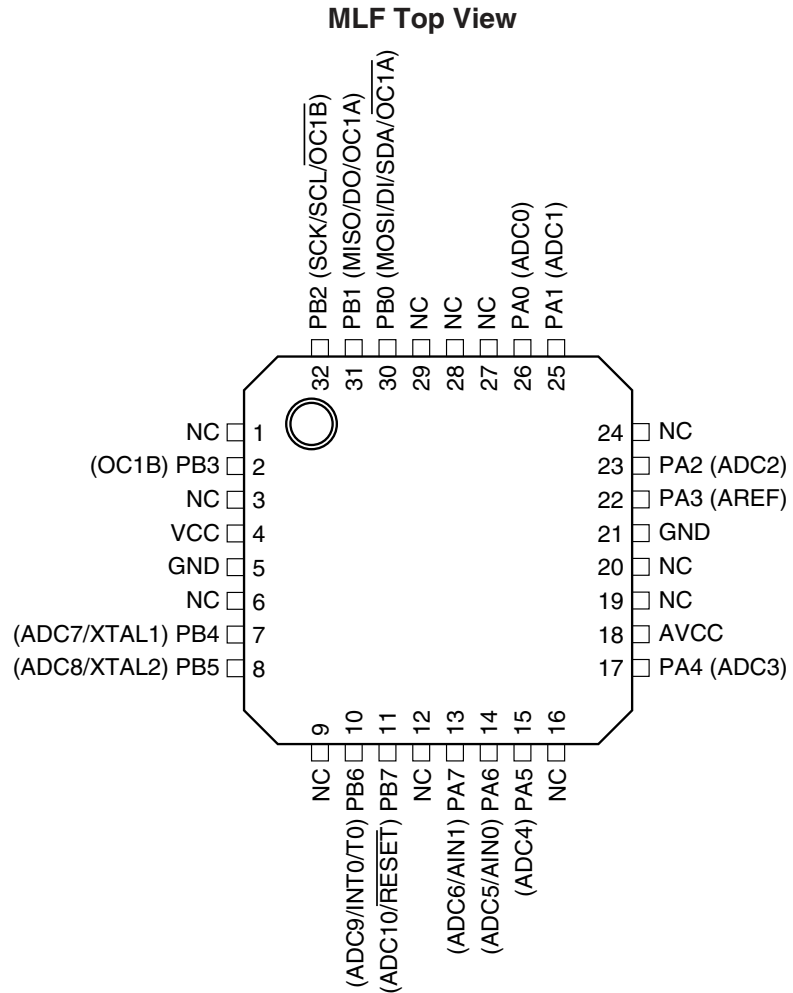 MLF Top View
PB2 (SCK/SCL/OC1B)
PB1 (MISO/DO/OC1A)
PB0 (MOSI/DI/SDA/OC1A)
NC
NC
NC
PA0 (ADC0)
PA1 (ADC1)
32
31
30
29
28
27
26
25
NC 1
(OC1B) PB3 2
NC 3
VCC 4
GND 5
NC 6
(ADC7/XTAL1) PB4 7
(ADC8/XTAL2) PB5 8
24 NC
23 PA2 (ADC2)
22 PA3 (AREF)
21 GND
20 NC
19 NC
18 AVCC
17 PA4 (ADC3)
9
10
11
12
13
14
15
16
NC
(ADC9/INT0/T0) PB6
(ADC10/RESET) PB7
NC
(ADC6/AIN1) PA7
(ADC5/AIN0) PA6
(ADC4) PA5
NC